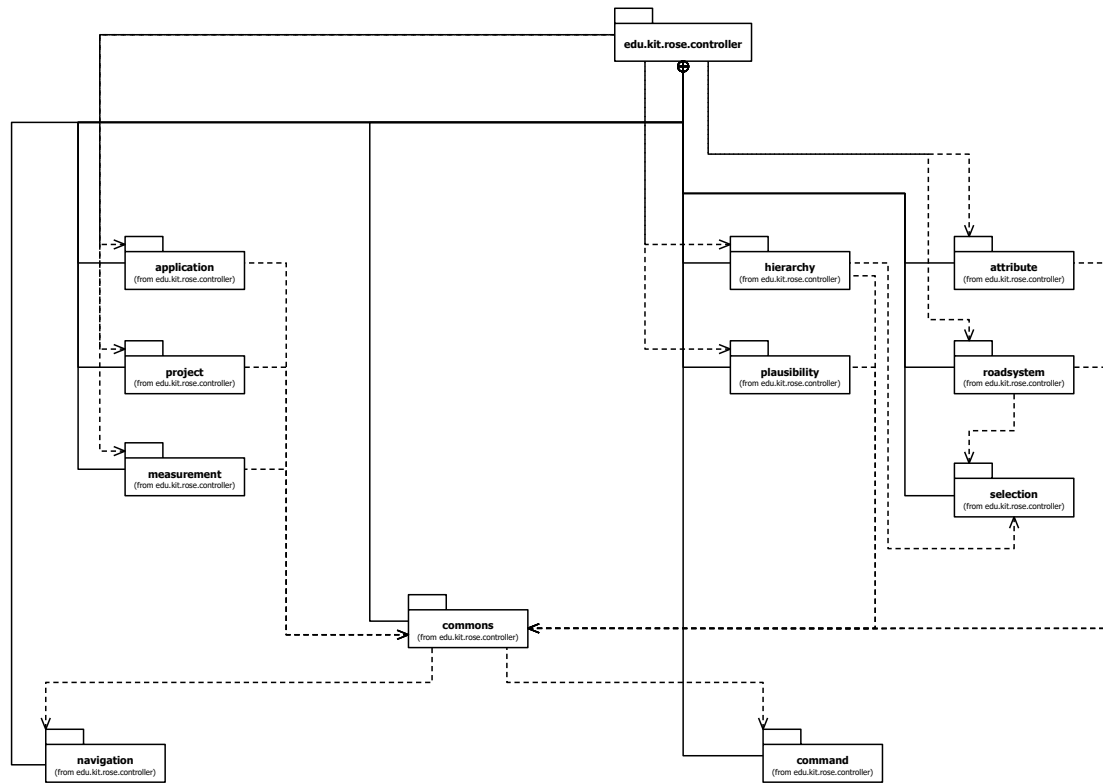 edu.kit.rose.controller
application
(from edu.kit.rose.controller)
hierarchy
(from edu.kit.rose.controller)
attribute
(from edu.kit.rose.controller)
project
(from edu.kit.rose.controller)
plausibility
(from edu.kit.rose.controller)
roadsystem
(from edu.kit.rose.controller)
measurement
(from edu.kit.rose.controller)
selection
(from edu.kit.rose.controller)
commons
(from edu.kit.rose.controller)
navigation
(from edu.kit.rose.controller)
command
(from edu.kit.rose.controller)